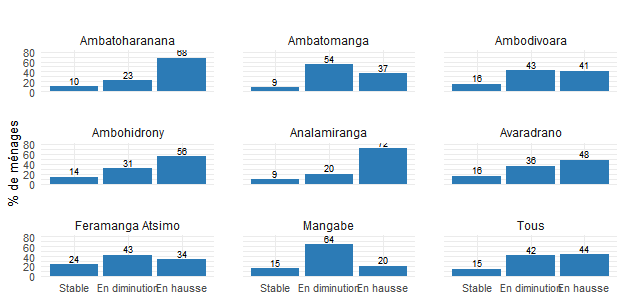 Ambatoharanana Ambatomanga Ambodivoara
80 60 40 20 0
10 23 68 9 54 37 16 43 41
Ambohidrony Analamiranga Avaradrano
80 60 40 20 0
14 31 56 9 20 72 16 36 48
Feramanga Atsimo Mangabe Tous
80 60 40 20 0
24 43 34 15 64 20 15 42 44
Stable En diminution En hausse Stable En diminution En hausse Stable En diminution En hausse
% de ménages